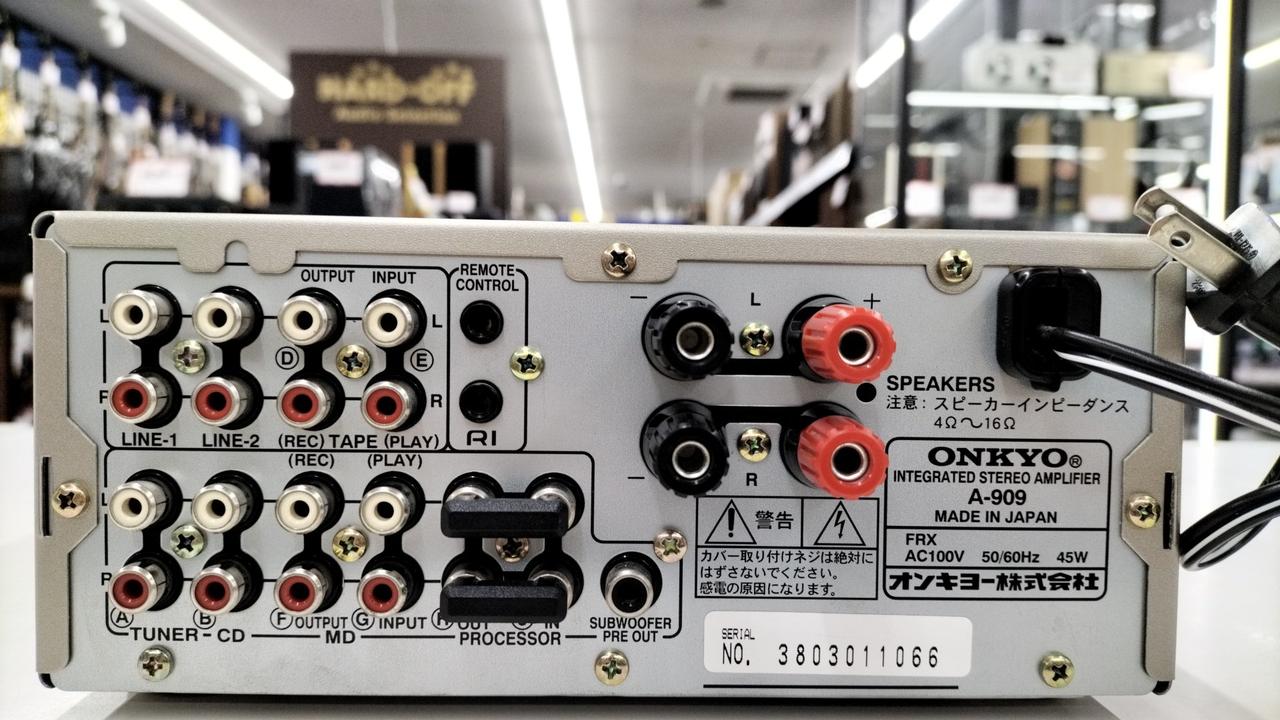 HARD-OFF
OUTPUT INPUT
REMOTE CONTROL
L L
D E
R R
LINE-1 LINE-2 (REC) TAPE (PLAY)
RI
(REC) (PLAY)
L
R
A B F OUTPUT G INPUT H OUT IN
TUNER CD MD PROCESSOR
SUBWOOFER
PRE OUT
− L +
− R
SPEAKERS
注意: スピーカーインピーダンス
4Ω〜16Ω
警告
カバー取り付けネジは絶対に
はずさないでください。
感電の原因になります。
ONKYO®
INTEGRATED STEREO AMPLIFIER
A-909
MADE IN JAPAN
FRX
AC100V 50/60Hz 45W
オンキヨー株式会社
SERIAL
NO. 3803011066